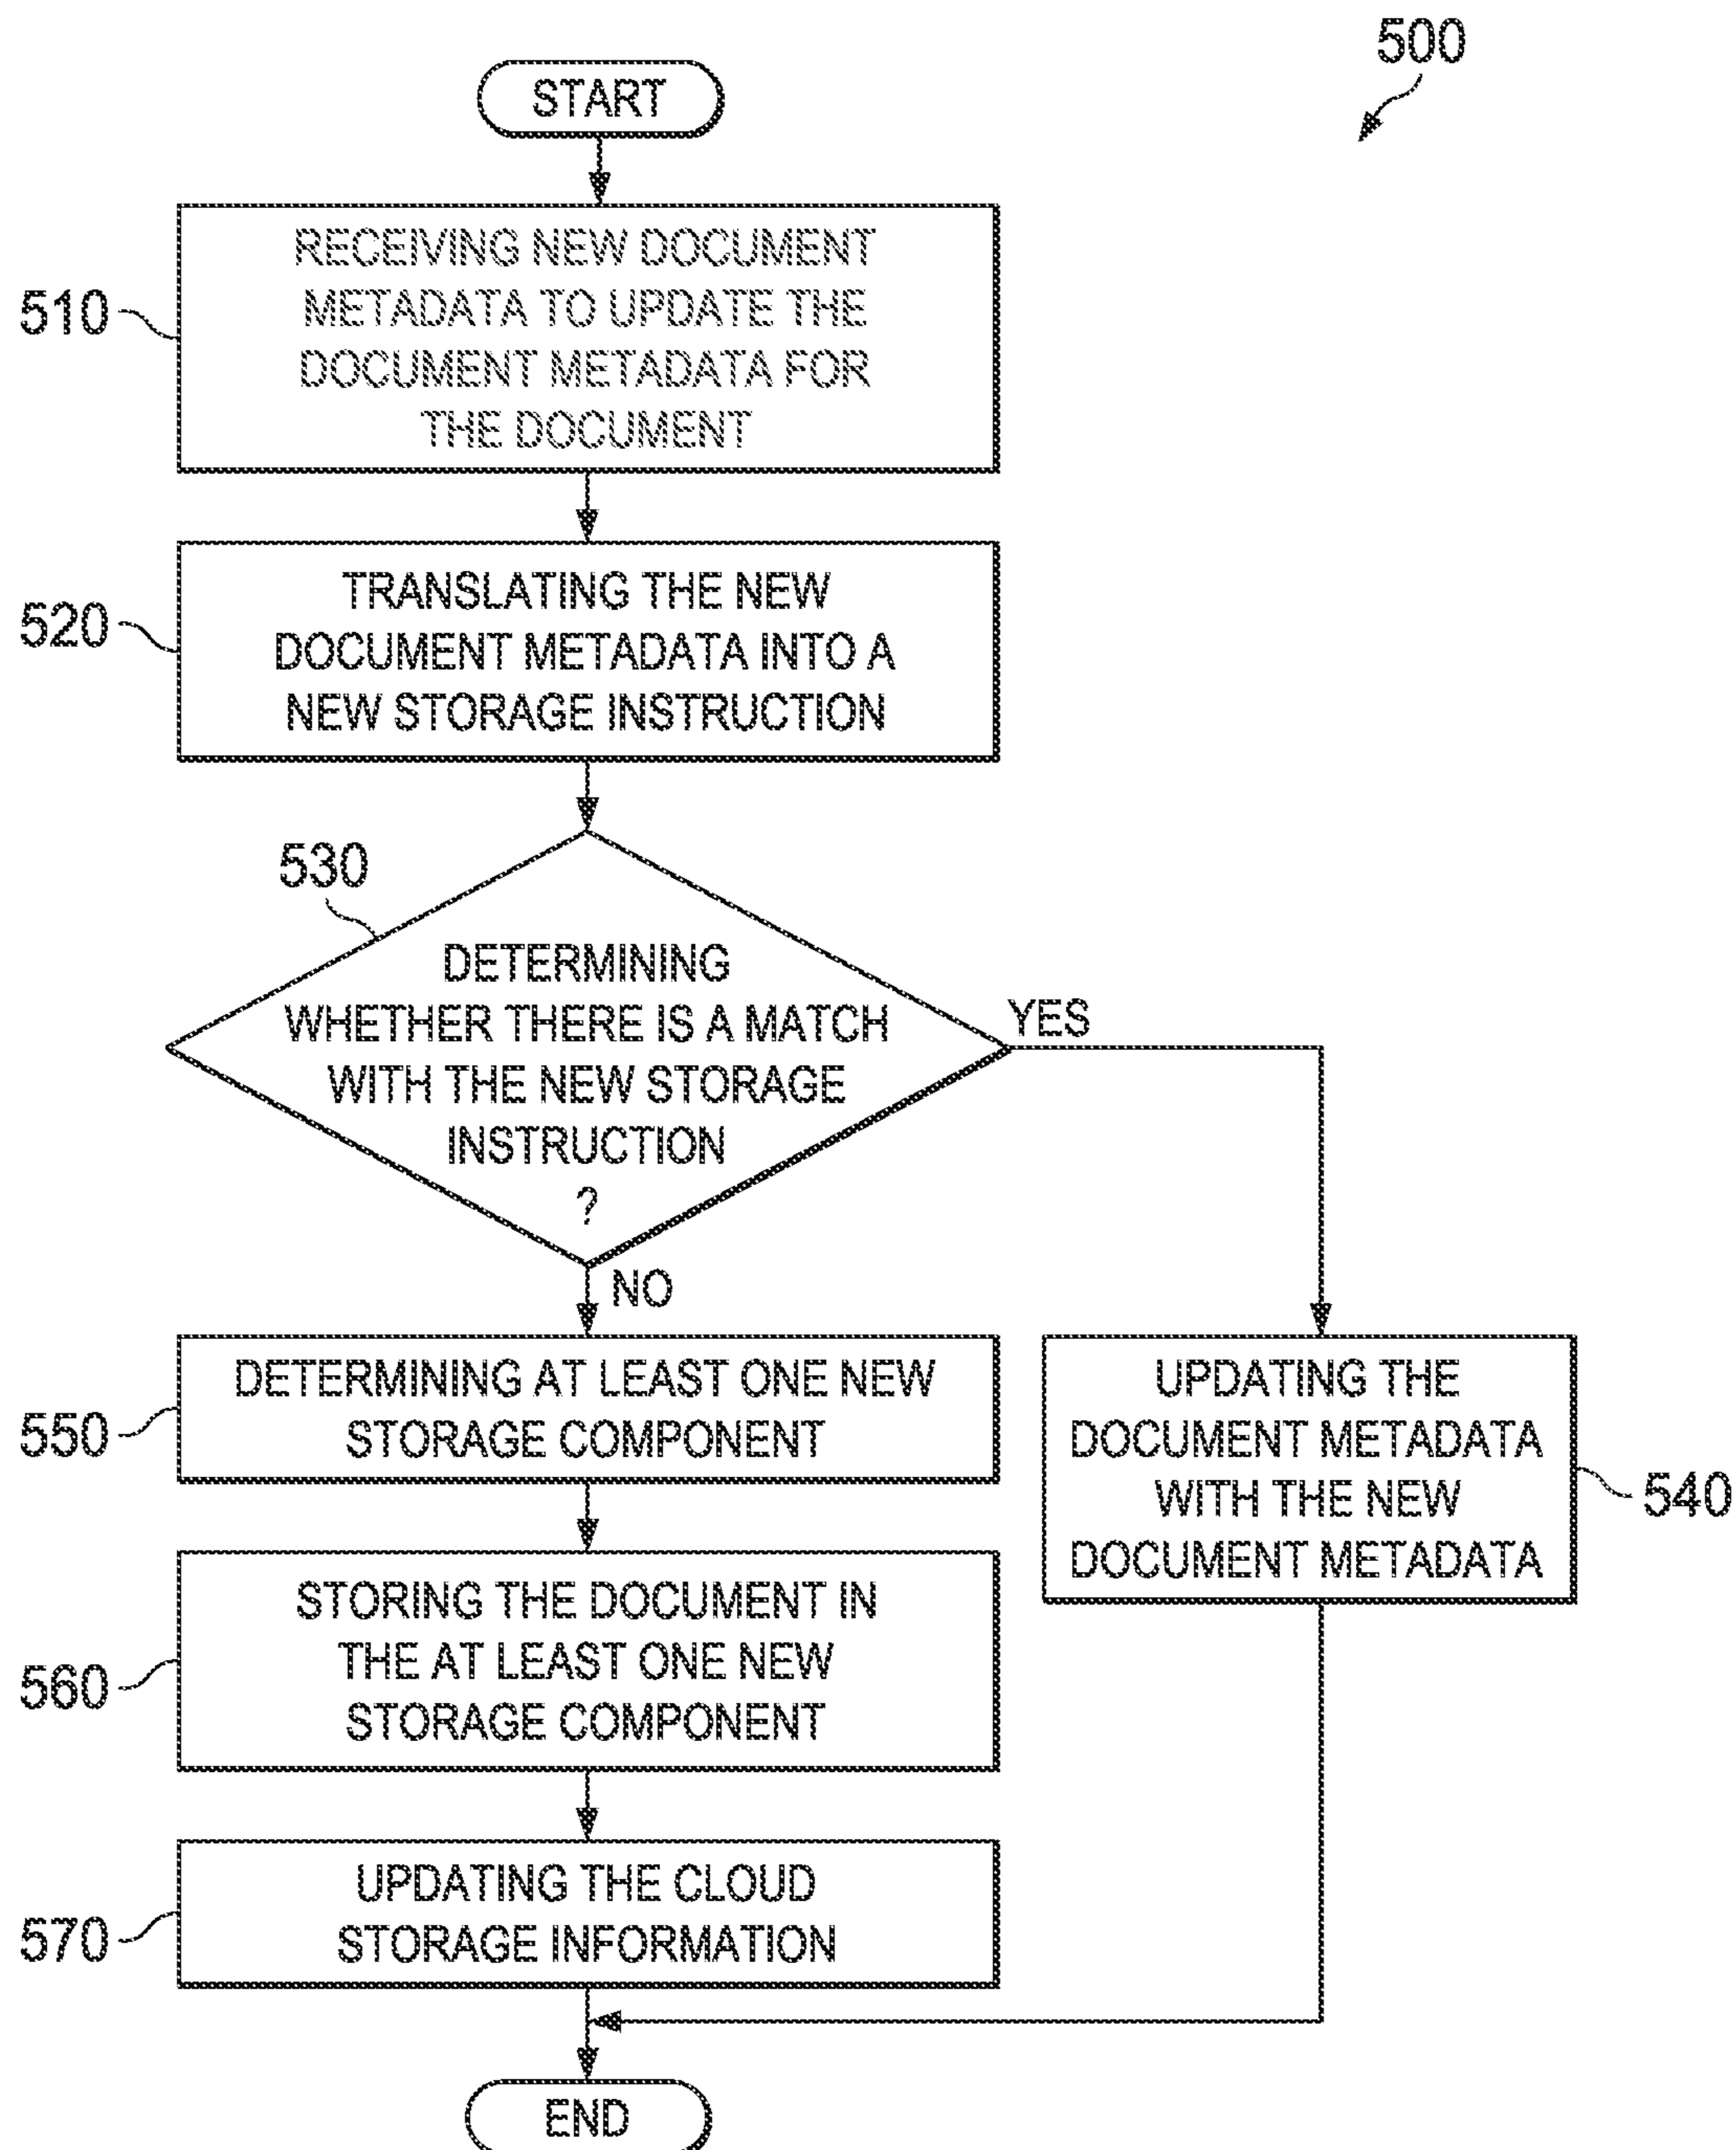 500
START
510
RECEIVING NEW DOCUMENT
METADATA TO UPDATE THE
DOCUMENT METADATA FOR
THE DOCUMENT
520
TRANSLATING THE NEW
DOCUMENT METADATA INTO A
NEW STORAGE INSTRUCTION
530
DETERMINING
WHETHER THERE IS A MATCH
WITH THE NEW STORAGE
INSTRUCTION
?
YES
NO
550
DETERMINING AT LEAST ONE NEW
STORAGE COMPONENT
UPDATING THE
DOCUMENT METADATA
WITH THE NEW
DOCUMENT METADATA
540
560
STORING THE DOCUMENT IN
THE AT LEAST ONE NEW
STORAGE COMPONENT
570
UPDATING THE CLOUD
STORAGE INFORMATION
END